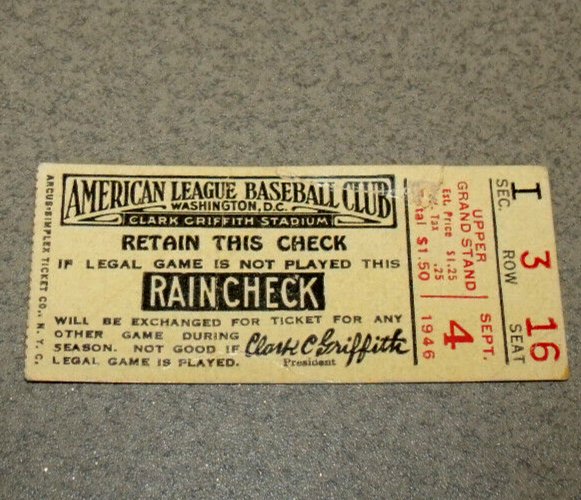 AMERICAN LEAGUE BASEBALL CLUB
WASHINGTON, D.C.
CLARK GRIFFITH STADIUM
RETAIN THIS CHECK
IF LEGAL GAME IS NOT PLAYED THIS
RAINCHECK
WILL BE EXCHANGED FOR TICKET FOR ANY
OTHER GAME DURING
SEASON. NOT GOOD IF
LEGAL GAME IS PLAYED.
Clark C Griffith
President
ARCUS-SIMPLEX TICKET CO., N. Y. C.
UPPER
GRAND STAND
Est. Price $1.25
Tax .25
$1.50
SEPT.
4
1946
SEC. I
ROW 3
SEAT 16